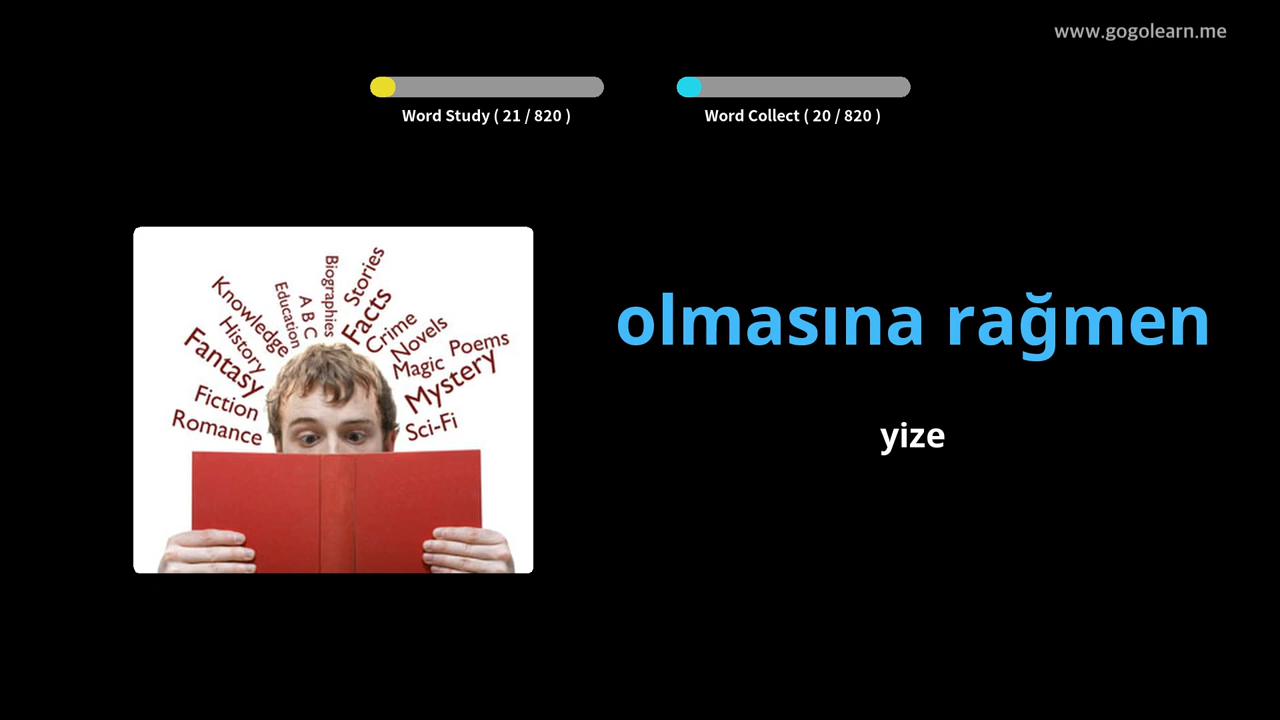 www.gogolearn.me
Word Study ( 21 / 820 )
Word Collect ( 20 / 820 )
olmasına rağmen
yize
Knowledge
History
Fantasy
Fiction
Romance
Education
A B C
Biographies
Stories
Facts
Crime
Novels
Magic
Poems
Mystery
Sci-Fi